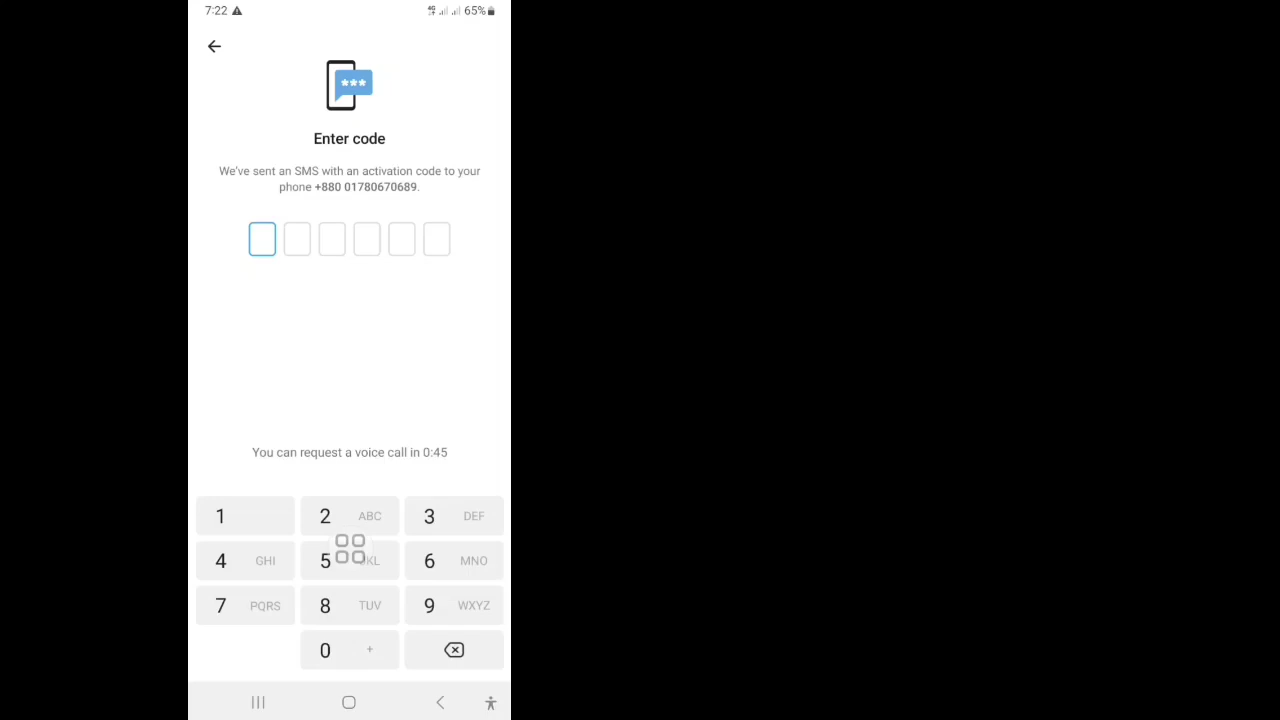 7:22 65%
***
Enter code
We've sent an SMS with an activation code to your
phone +880 01780670689.
You can request a voice call in 0:45
1 2 ABC 3 DEF
4 GHI 5 KL 6 MNO
7 PQRS 8 TUV 9 WXYZ
0 +